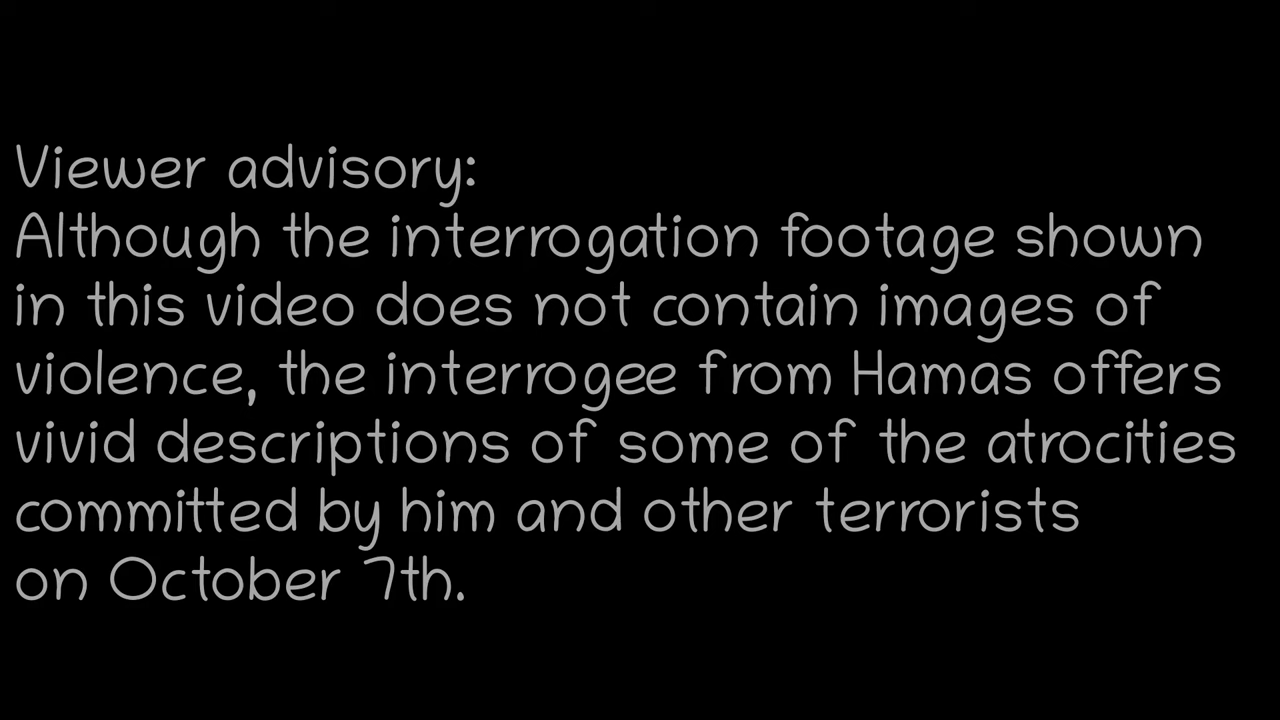 Viewer advisory:
Although the interrogation footage shown
in this video does not contain images of
violence, the interrogee from Hamas offers
vivid descriptions of some of the atrocities
committed by him and other terrorists
on October 7th.